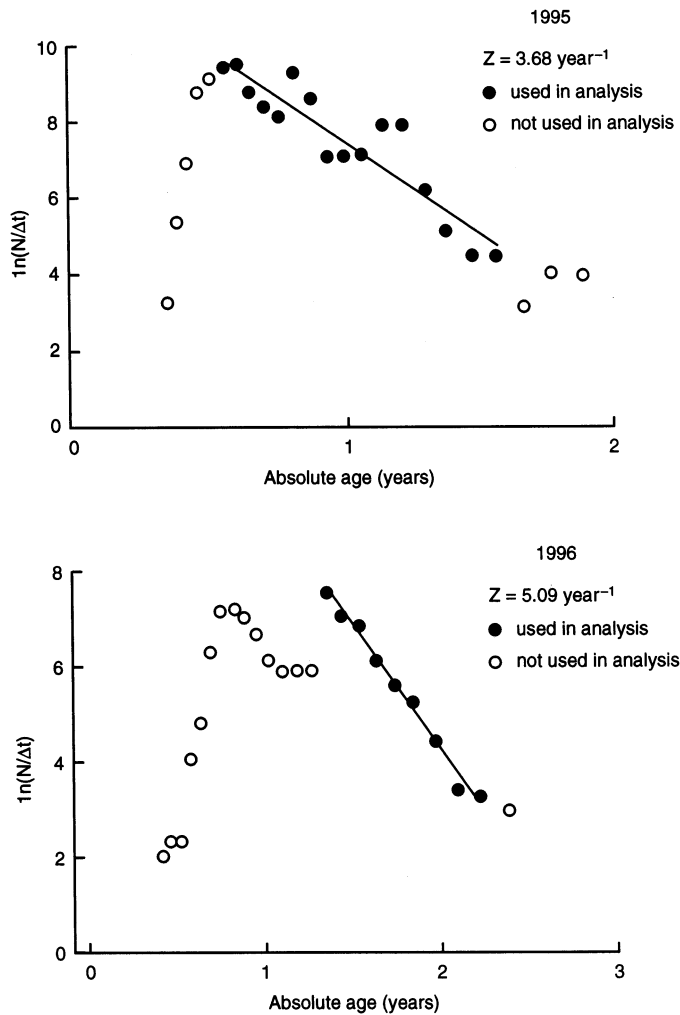 1995
Z = 3.68 year⁻¹
used in analysis
not used in analysis
10
8
6
4
2
0
1n(N/Δt)
0 1 2
Absolute age (years)
1996
Z = 5.09 year⁻¹
used in analysis
not used in analysis
8
6
4
2
0
1n(N/Δt)
0 1 2 3
Absolute age (years)